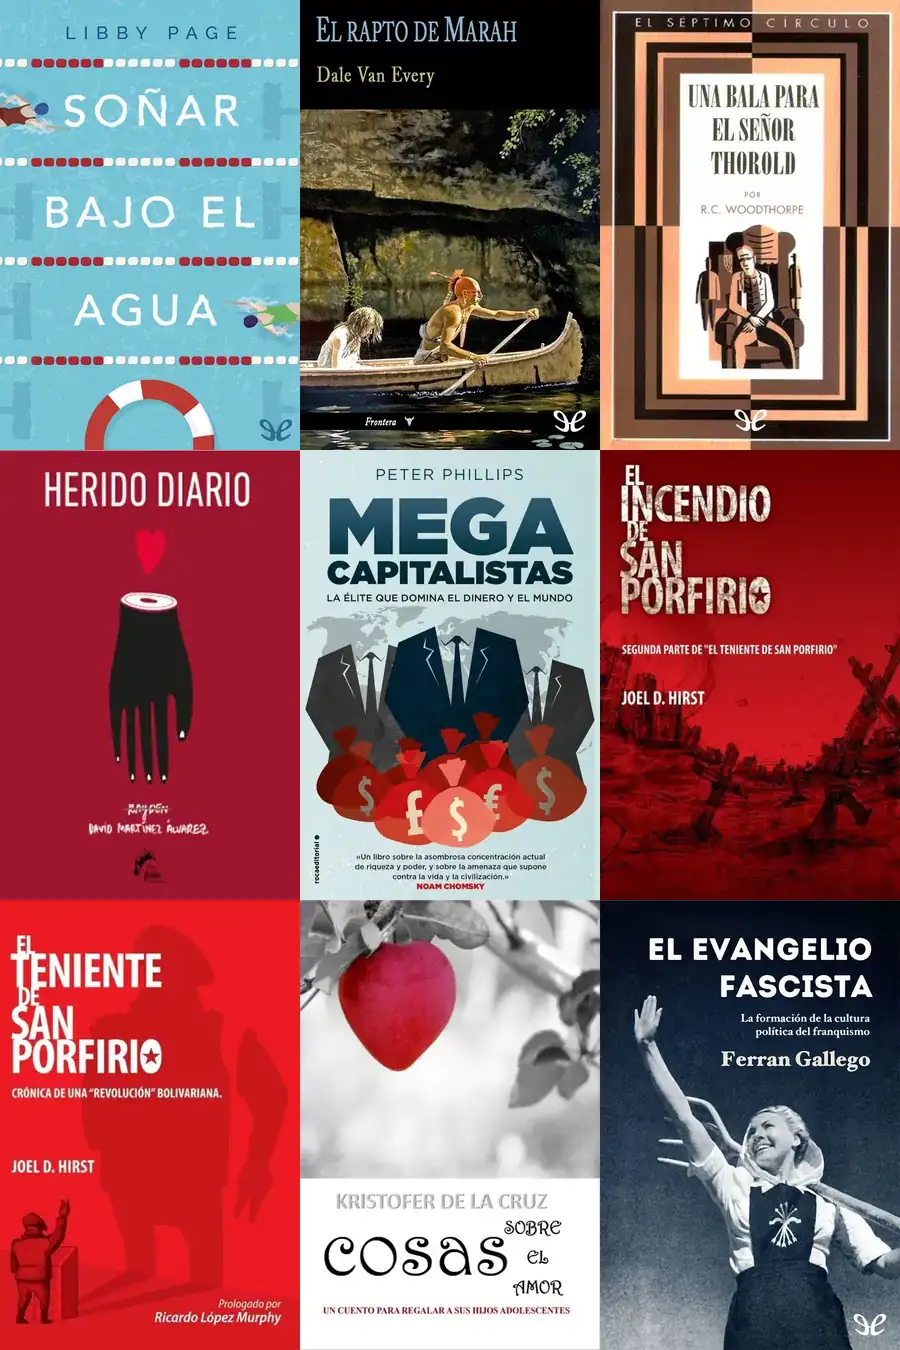 LIBBY PAGE
SOÑAR
BAJO EL
AGUA
EL RAPTO DE MARAH
Dale Van Every
Frontera
EL SÉPTIMO CÍRCULO
UNA BALA PARA
EL SEÑOR
THOROLD
POR
R.C. WOODTHORPE
HERIDO DIARIO
RAYDEN
DAVID MARTÍNEZ ÁLVAREZ
PETER PHILLIPS
MEGA
CAPITALISTAS
LA ÉLITE QUE DOMINA EL DINERO Y EL MUNDO
$
£
$
€
$
rocaeditorial
«Un libro sobre la asombrosa concentración actual
de riqueza y poder, y sobre la amenaza que supone
contra la vida y la civilización.»
NOAM CHOMSKY
EL
INCENDIO
DE
SAN
PORFIRIO
SEGUNDA PARTE DE "EL TENIENTE DE SAN PORFIRIO"
JOEL D. HIRST
EL
TENIENTE
DE
SAN
PORFIRIO
CRÓNICA DE UNA "REVOLUCIÓN" BOLIVARIANA.
JOEL D. HIRST
Prologado por
Ricardo López Murphy
KRISTOFER DE LA CRUZ
COSAS SOBRE
EL
AMOR
UN CUENTO PARA REGALAR A SUS HIJOS ADOLESCENTES
EL EVANGELIO
FASCISTA
La formación de la cultura
política del franquismo
Ferran Gallego